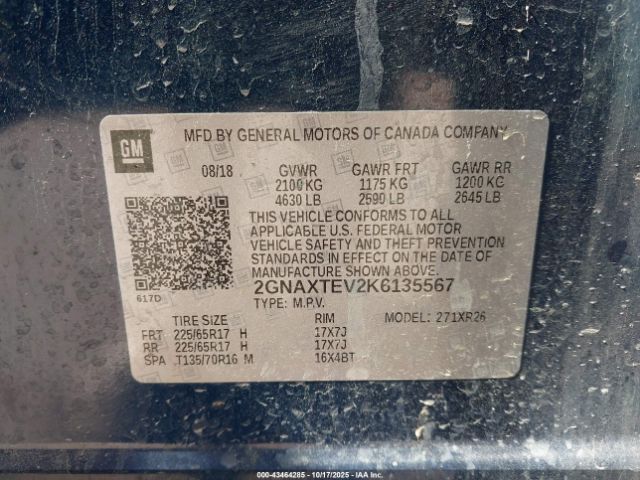 GM
MFD BY GENERAL MOTORS OF CANADA COMPANY
08/18 GVWR GAWR FRT GAWR RR
2100 KG 1175 KG 1200 KG
4630 LB 2590 LB 2645 LB
THIS VEHICLE CONFORMS TO ALL
APPLICABLE U.S. FEDERAL MOTOR
VEHICLE SAFETY AND THEFT PREVENTION
STANDARDS IN EFFECT ON THE DATE OF
MANUFACTURE SHOWN ABOVE.
617D
2GNAXTEV2K6135567
TYPE: M.P.V.
TIRE SIZE RIM MODEL: 271XR26
FRT 225/65R17 H 17X7J
RR 225/65R17 H 17X7J
SPA T135/70R16 M 16X4BT
000-43464285 | 10/17/2025 - IAA